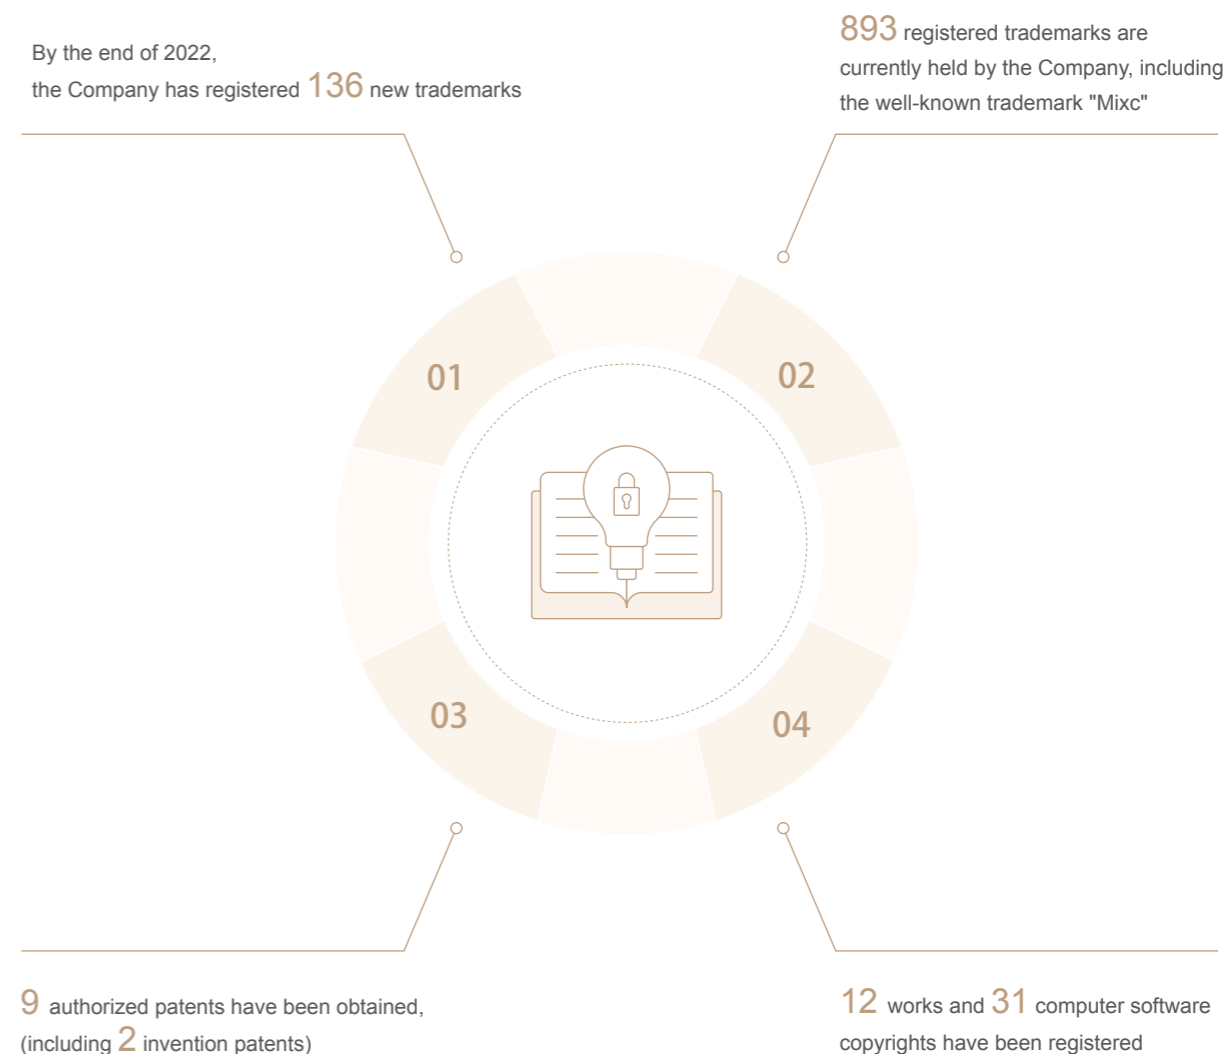 By the end of 2022,
the Company has registered 136 new trademarks
893 registered trademarks are
currently held by the Company, including
the well-known trademark "Mixc"
01
02
03
04
9 authorized patents have been obtained,
(including 2 invention patents)
12 works and 31 computer software
copyrights have been registered